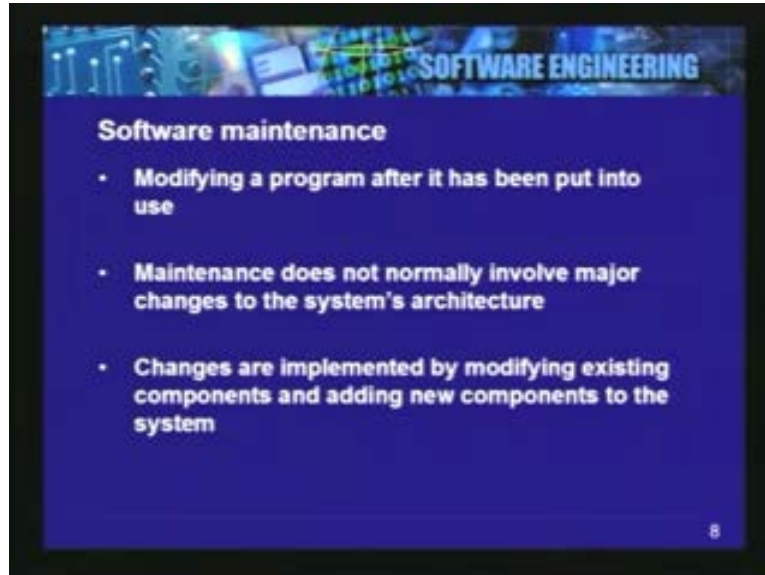 SOFTWARE ENGINEERING
Software maintenance
• Modifying a program after it has been put into
use
• Maintenance does not normally involve major
changes to the system's architecture
• Changes are implemented by modifying existing
components and adding new components to the
system
8